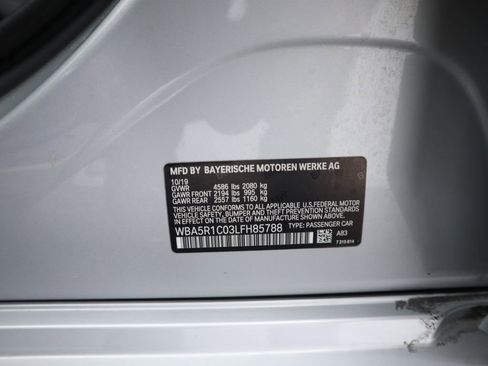 MFD BY BAYERISCHE MOTOREN WERKE AG
10/19
GVWR 4586 lbs 2080 kg
GAWR FRONT 2194 lbs 995 kg
GAWR REAR 2557 lbs 1160 kg
THIS VEHICLE CONFORMS TO ALL APPLICABLE U.S. FEDERAL MOTOR
VEHICLE SAFETY, BUMPER AND THEFT PREVENTION STANDARDS
IN EFFECT ON THE DATE OF MANUFACTURE SHOWN ABOVE.
WBA5R1C03LFH85788 TYPE: PASSENGER CAR
A83